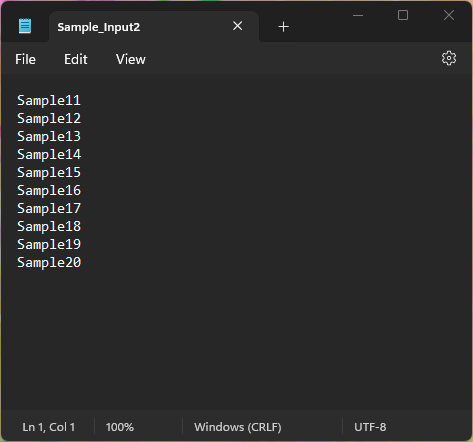 Sample_Input2
File Edit View
Sample11
Sample12
Sample13
Sample14
Sample15
Sample16
Sample17
Sample18
Sample19
Sample20
Ln 1, Col 1 100% Windows (CRLF) UTF-8